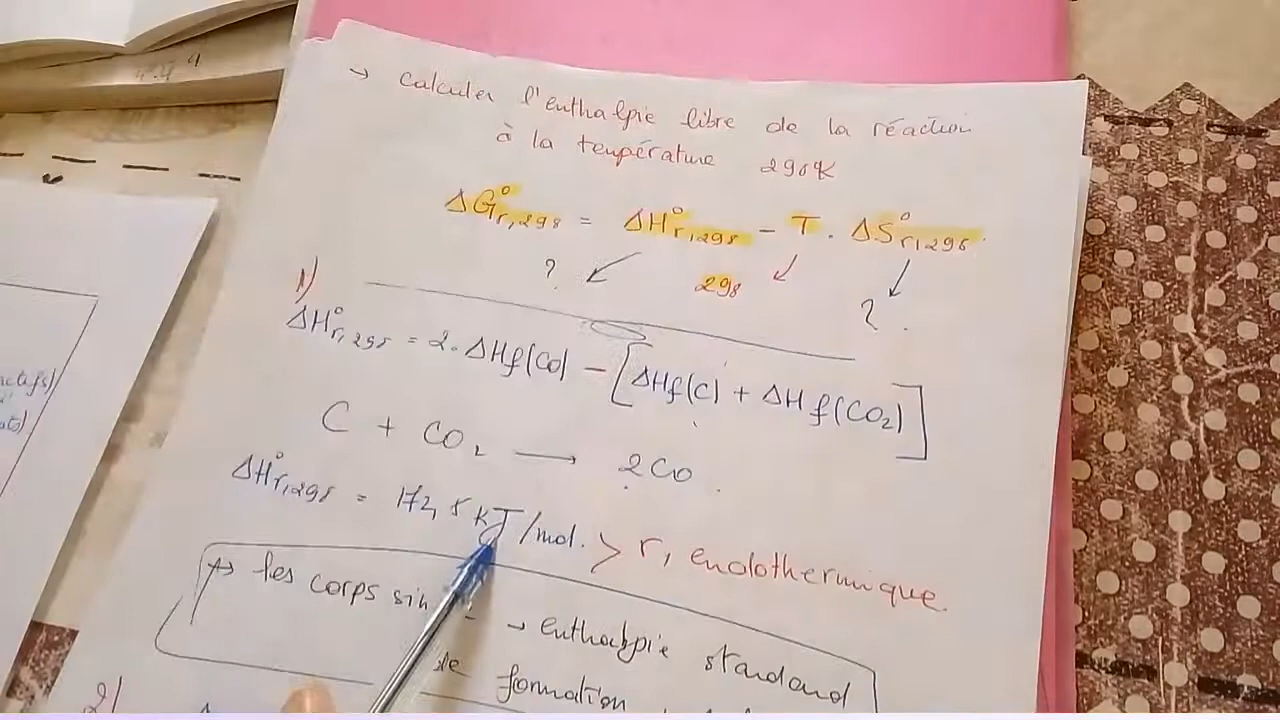 → Calculer l'enthalpie libre de la réaction
à la température 298K
ΔG°r,298 = ΔH°r,298 - T. ΔS°r,298.
? 298 ?
1)
ΔH°r,298 = 2. ΔHf(CO) - [ΔHf(C) + ΔHf(CO₂)]
C + CO₂ → 2CO.
ΔH°r,298 = 172,5 kJ/mol. > r, endothermique.
→ les corps → enthalpie standard
de formation
2)